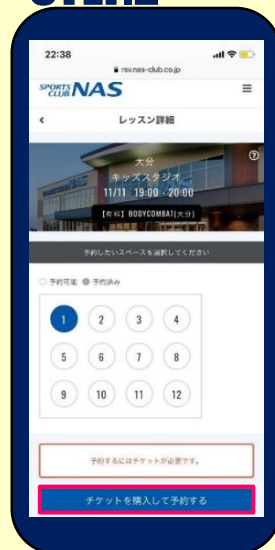 22:38
rsv.nas-club.co.jp
SPORTS CLUB NAS
レッスン詳細
大分
キッズスタジオ
11/11 19:00 - 20:00
【有料】BODYCOMBAT(大分)
予約したいスペースを選択してください
予約可能 予約済み
1 2 3 4
5 6 7 8
9 10 11 12
予約するにはチケットが必要です。
チケットを購入して予約する